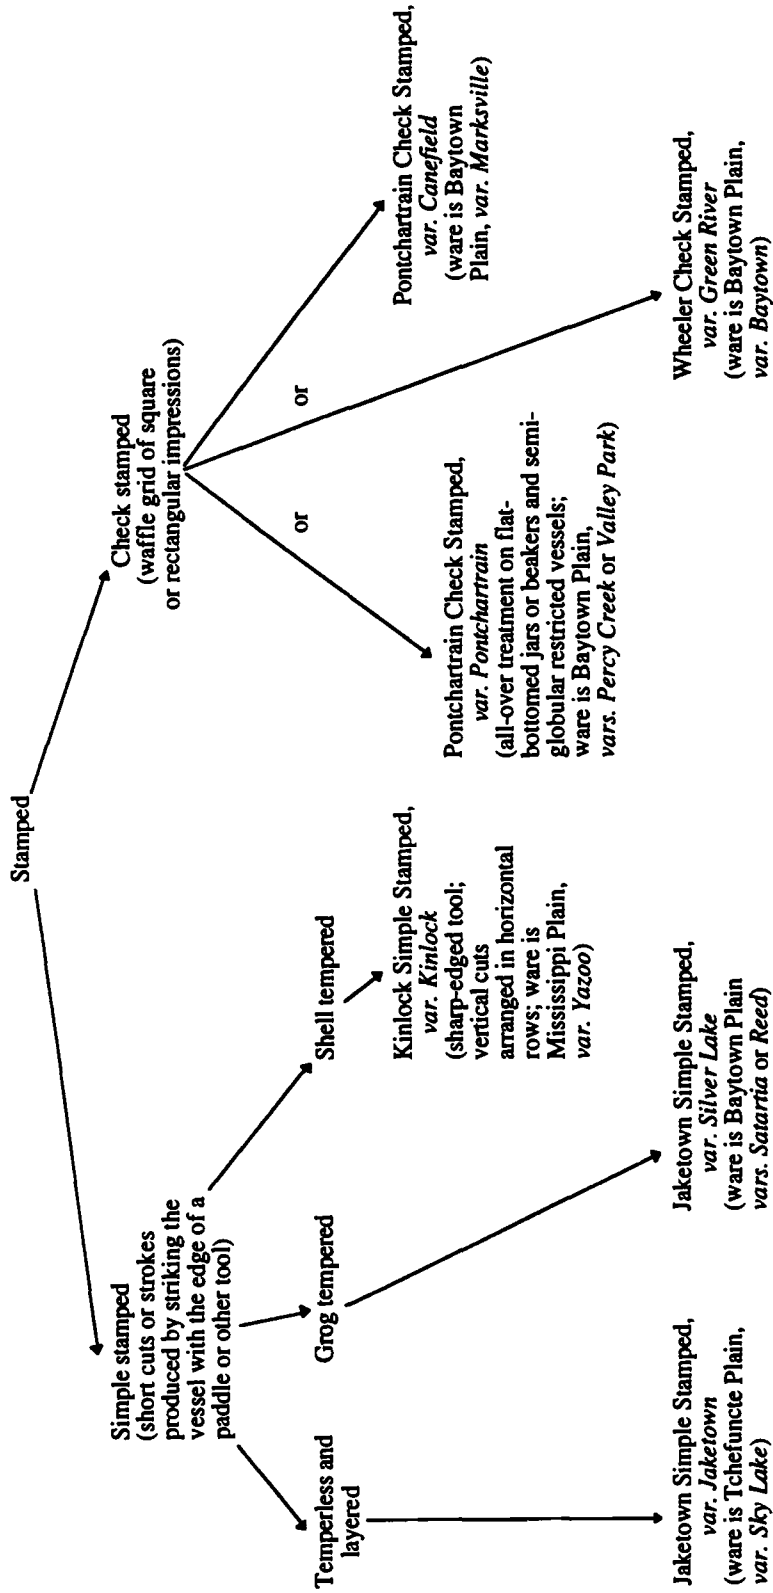 Stamped
Simple stamped
(short cuts or strokes
produced by striking the
vessel with the edge of a
paddle or other tool)
Check stamped
(waffle grid of square
or rectangular impressions)
Temperless and
layered
Grog tempered
Shell tempered
or
or
Jaketown Simple Stamped,
var. Jaketown
(ware is Tchefuncte Plain,
var. Sky Lake)
Jaketown Simple Stamped,
var. Silver Lake
(ware is Baytown Plain
vars. Satartia or Reed)
Kinlock Simple Stamped,
var. Kinlock
(sharp-edged tool;
vertical cuts
arranged in horizontal
rows; ware is
Mississippi Plain,
var. Yazoo)
Pontchartrain Check Stamped,
var. Pontchartrain
(all-over treatment on flat-
bottomed jars or beakers and semi-
globular restricted vessels;
ware is Baytown Plain,
vars. Percy Creek or Valley Park)
Wheeler Check Stamped,
var. Green River
(ware is Baytown Plain,
var. Baytown)
Pontchartrain Check Stamped,
var. Canefield
(ware is Baytown
Plain, var. Marksville)